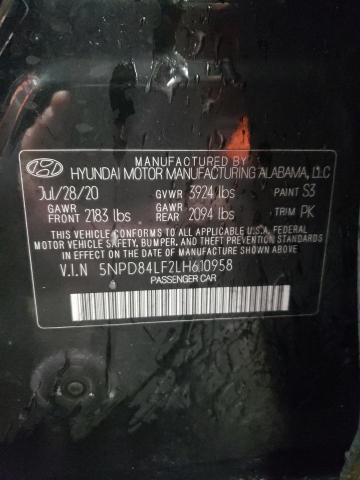 MANUFACTURED BY
HYUNDAI MOTOR MANUFACTURING ALABAMA, LLC
Jul/28/20 GVWR 3924 lbs PAINT S3
GAWR FRONT 2183 lbs GAWR REAR 2094 lbs TRIM PK
THIS VEHICLE CONFORMS TO ALL APPLICABLE U.S.A. FEDERAL
MOTOR VEHICLE SAFETY, BUMPER, AND THEFT PREVENTION STANDARDS
IN EFFECT ON THE DATE OF MANUFACTURE SHOWN ABOVE.
V.I.N 5NPD84LF2LH610958
PASSENGER CAR